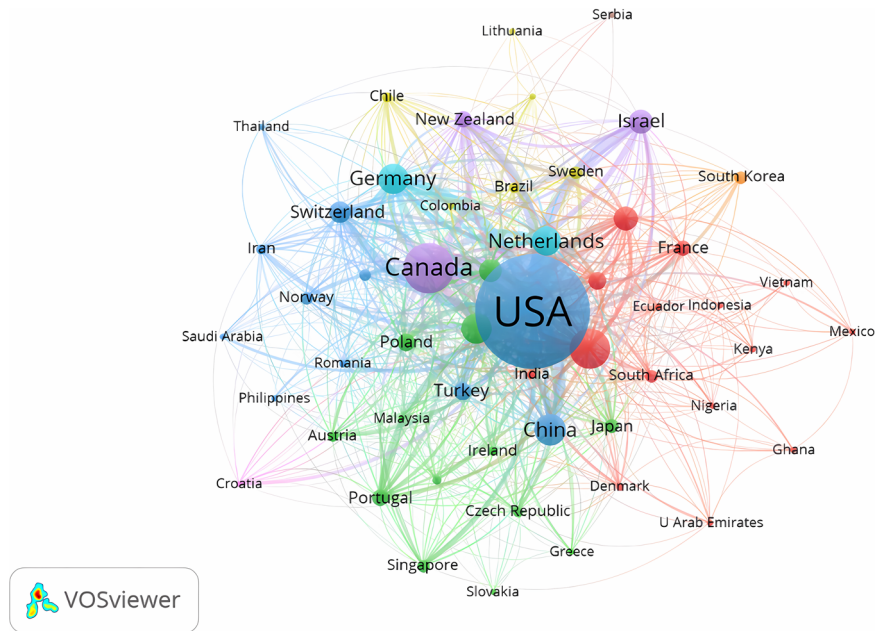 Serbia
Lithuania
Chile
New Zealand
Israel
Thailand
Germany
Brazil
Sweden
South Korea
Switzerland
Colombia
Iran
Netherlands
France
Canada
Vietnam
Norway
USA
Ecuador
Indonesia
Saudi Arabia
Poland
Mexico
Romania
Kenya
India
South Africa
Philippines
Turkey
Malaysia
Nigeria
Austria
China
Japan
Ireland
Ghana
Croatia
Portugal
Denmark
Czech Republic
U Arab Emirates
Singapore
Greece
Slovakia
VOSviewer